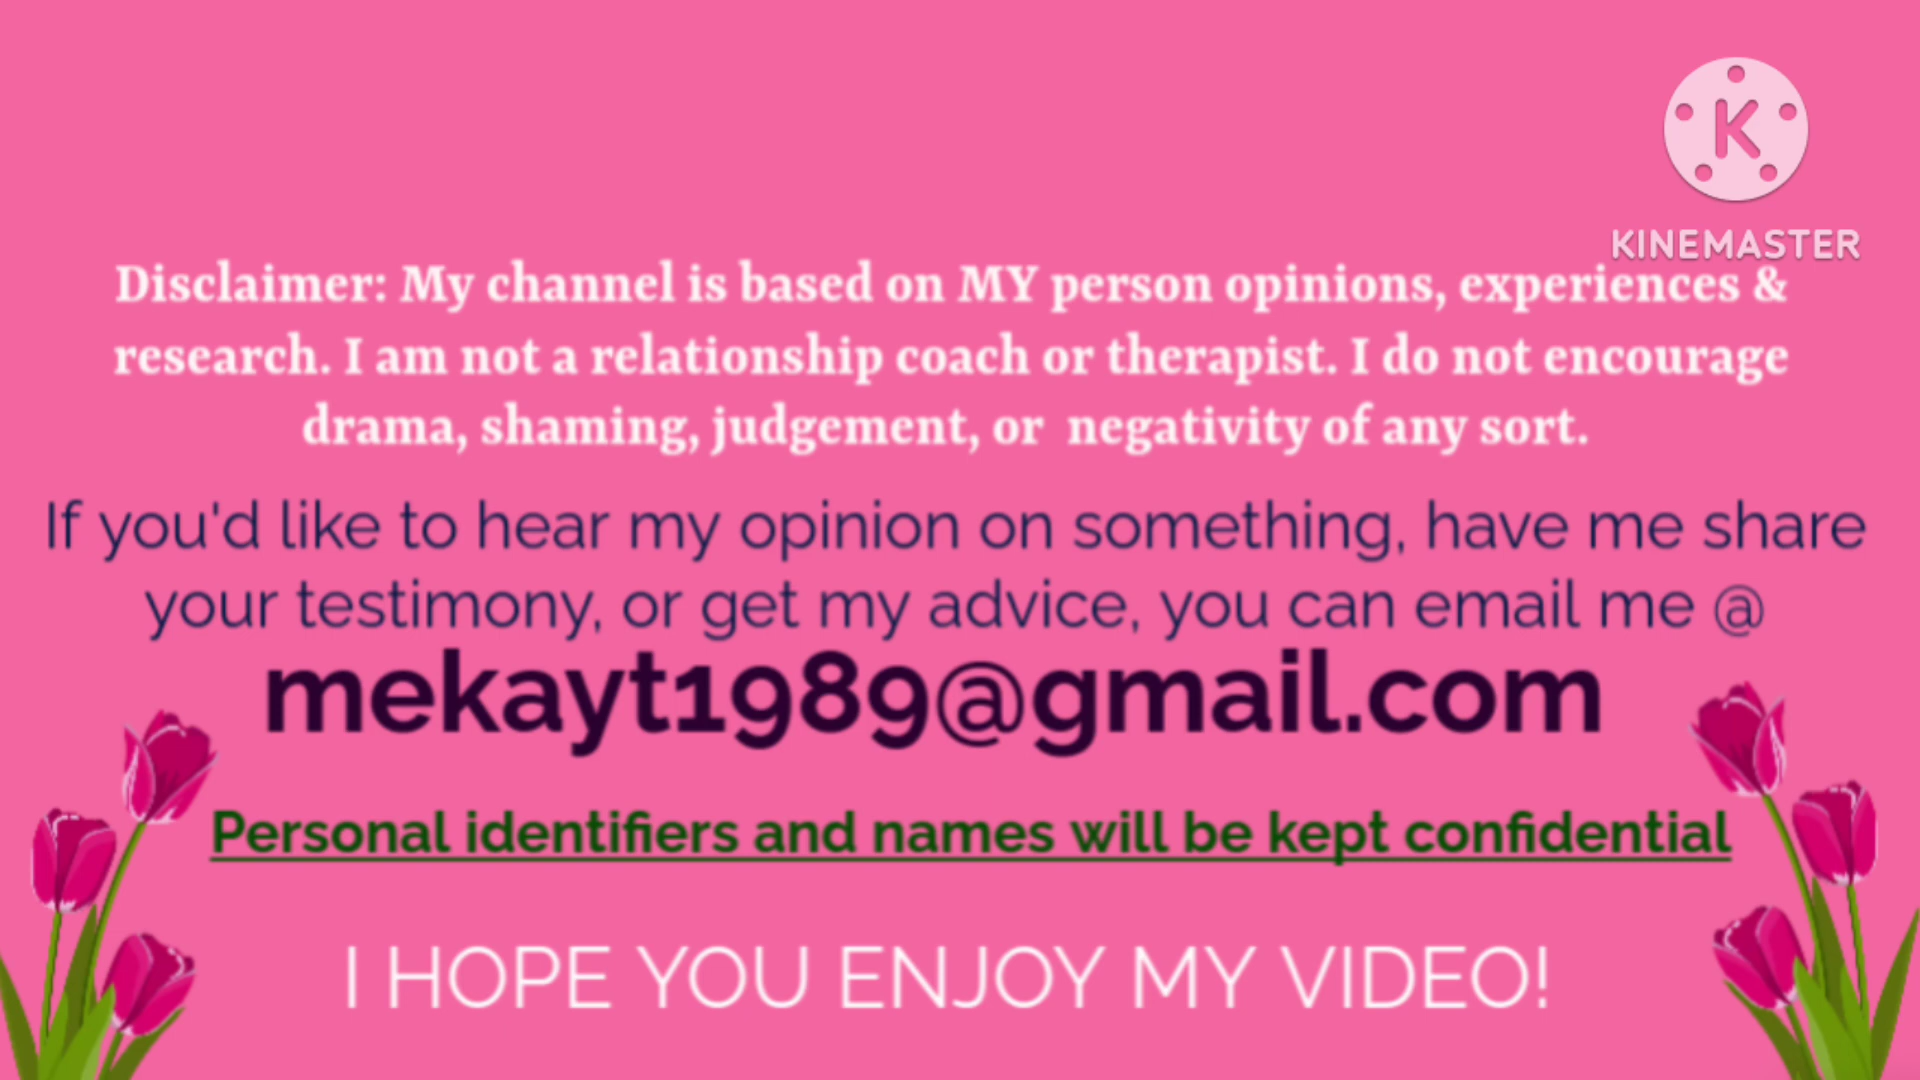 K
KINEMASTER
Disclaimer: My channel is based on MY person opinions, experiences &
research. I am not a relationship coach or therapist. I do not encourage
drama, shaming, judgement, or negativity of any sort.
If you'd like to hear my opinion on something, have me share
your testimony, or get my advice, you can email me @
mekayt1989@gmail.com
Personal identifiers and names will be kept confidential
I HOPE YOU ENJOY MY VIDEO!